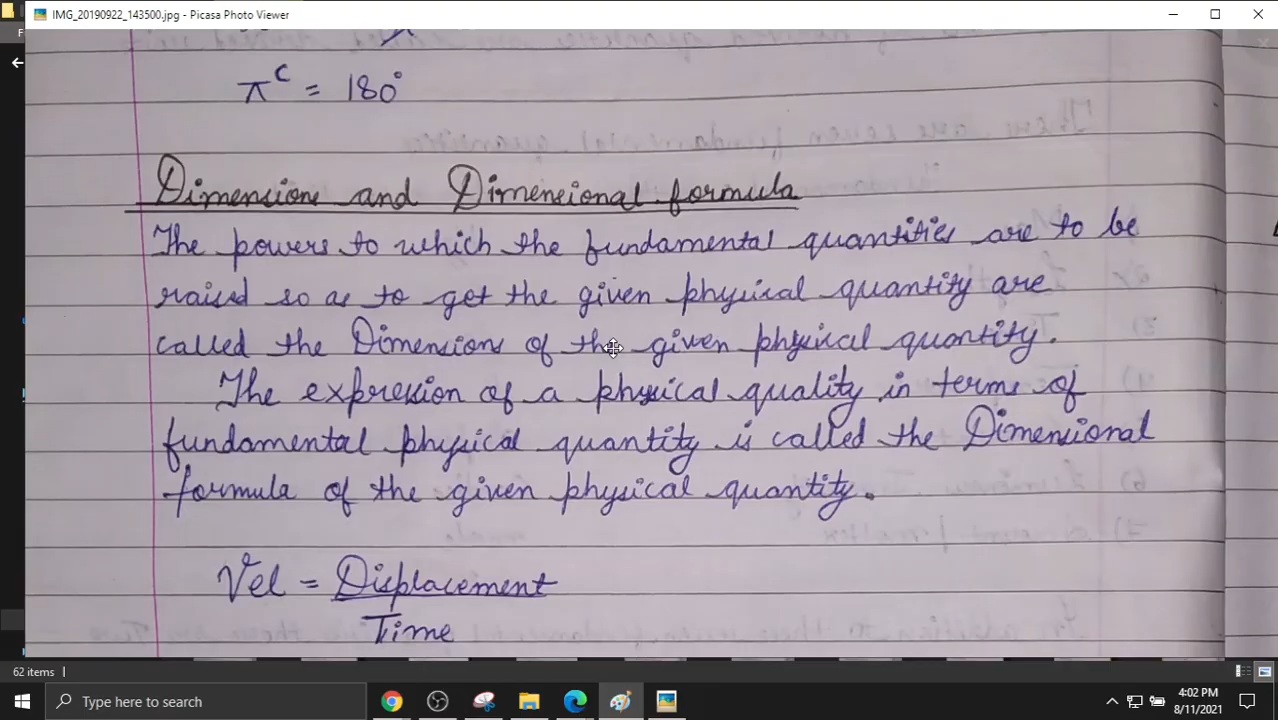 IMG_20190922_143500.jpg - Picasa Photo Viewer
π^c = 180°
Dimensions and Dimensional formula
The powers to which the fundamental quantities are to be
raised so as to get the given physical quantity are
called the Dimensions of the given physical quantity.
The expression of a physical quality in terms of
fundamental physical quantity is called the Dimensional
formula of the given physical quantity.
Vel = Displacement
Time
62 items
Type here to search
4:02 PM
8/11/2021